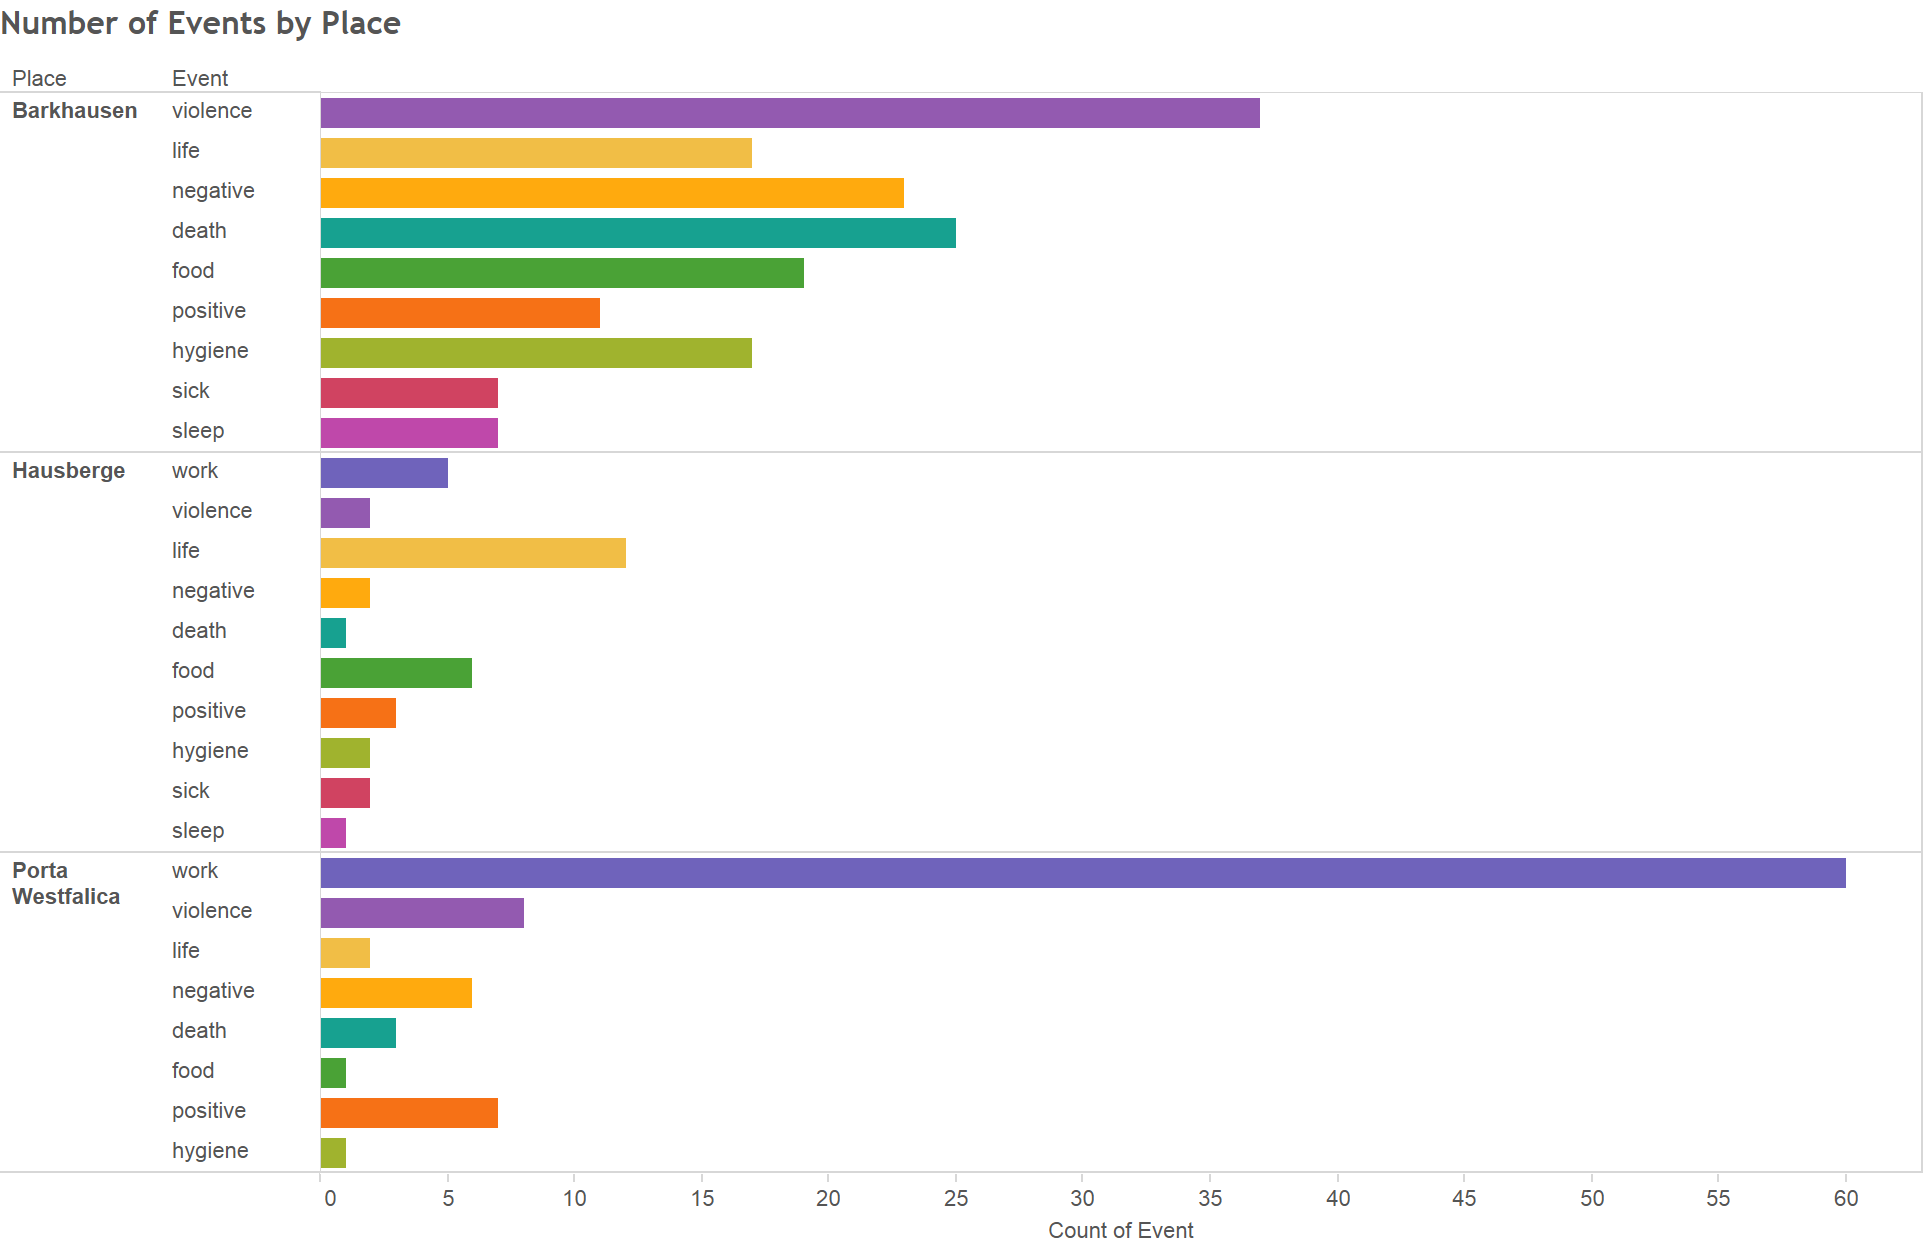 Number of Events by Place
Place Event
Barkhausen violence
life
negative
death
food
positive
hygiene
sick
sleep
Hausberge work
violence
life
negative
death
food
positive
hygiene
sick
sleep
Porta work
Westfalica
violence
life
negative
death
food
positive
hygiene
0 5 10 15 20 25 30 35 40 45 50 55 60
Count of Event